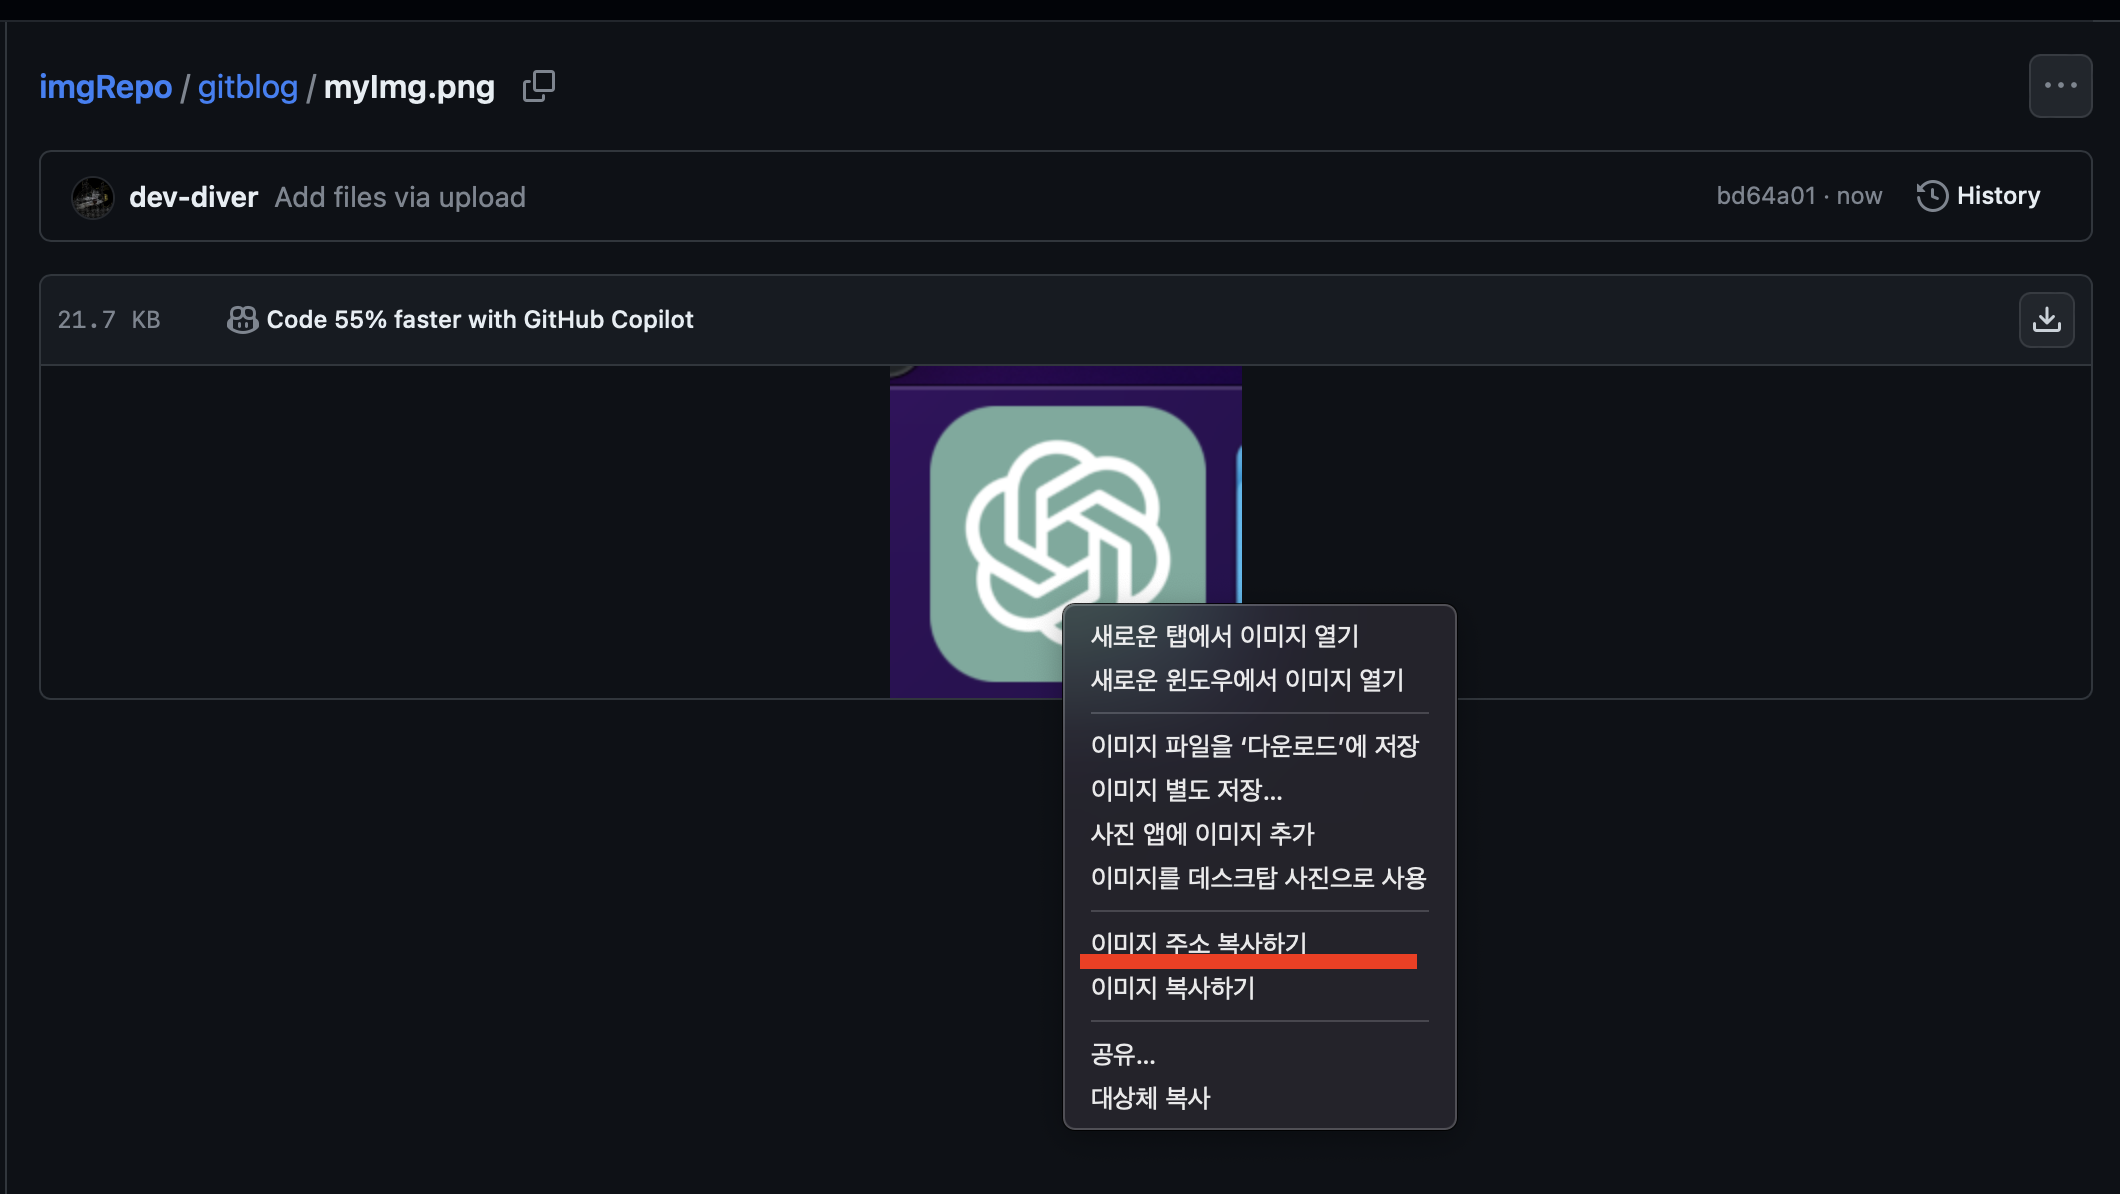 imgRepo / gitblog / myImg.png
dev-diver Add files via upload
bd64a01 · now History
21.7 KB Code 55% faster with GitHub Copilot
새로운 탭에서 이미지 열기
새로운 윈도우에서 이미지 열기
이미지 파일을 ‘다운로드’에 저장
이미지 별도 저장...
사진 앱에 이미지 추가
이미지를 데스크탑 사진으로 사용
이미지 주소 복사하기
이미지 복사하기
공유...
대상체 복사